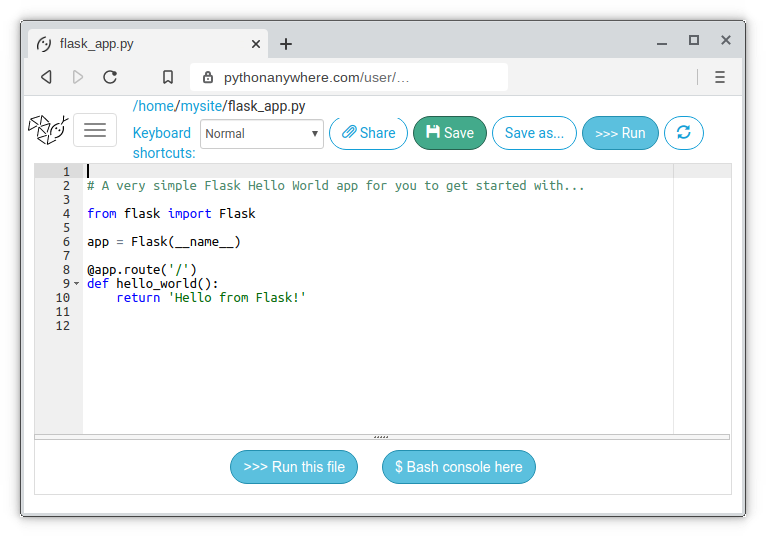 flask_app.py
pythonanywhere.com/user/...
/home/mysite/flask_app.py
Keyboard shortcuts:
Normal
Share
Save
Save as...
>>> Run
1
2 # A very simple Flask Hello World app for you to get started with...
3
4 from flask import Flask
5
6 app = Flask(__name__)
7
8 @app.route('/')
9 def hello_world():
10     return 'Hello from Flask!'
11
12
>>> Run this file
$ Bash console here